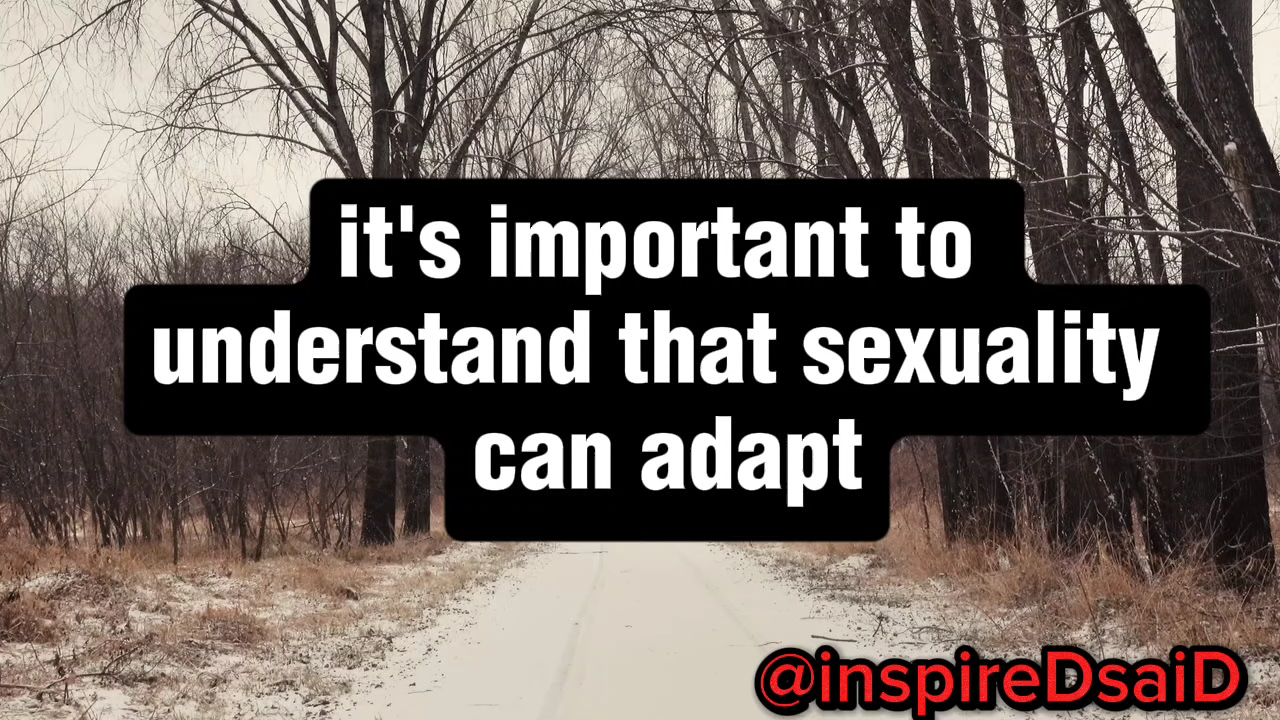 it's important to
understand that sexuality
can adapt
@inspireDsaiD